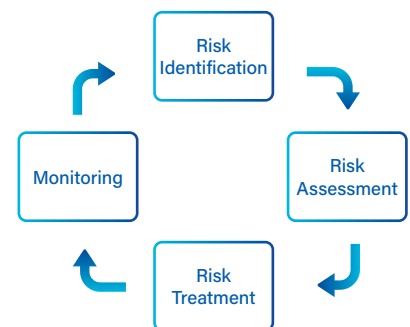 Risk
Identification
Risk
Assessment
Risk
Treatment
Monitoring